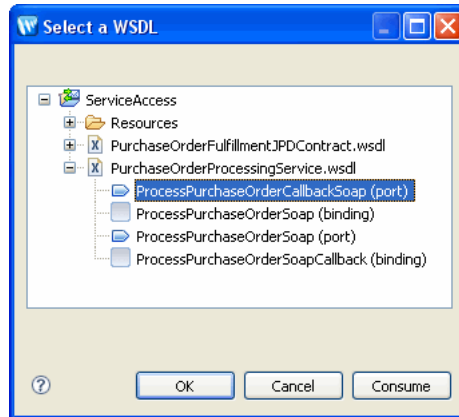 Select a WSDL
ServiceAccess
Resources
PurchaseOrderFulfillmentJPDContract.wsdl
PurchaseOrderProcessingService.wsdl
ProcessPurchaseOrderCallbackSoap (port)
ProcessPurchaseOrderSoap (binding)
ProcessPurchaseOrderSoap (port)
ProcessPurchaseOrderSoapCallback (binding)
OK Cancel Consume